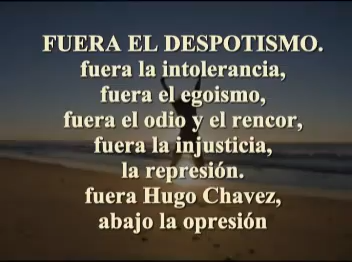 FUERA EL DESPOTISMO.
fuera la intolerancia,
fuera el egoismo,
fuera el odio y el rencor,
fuera la injusticia,
la represión.
fuera Hugo Chavez,
abajo la opresión